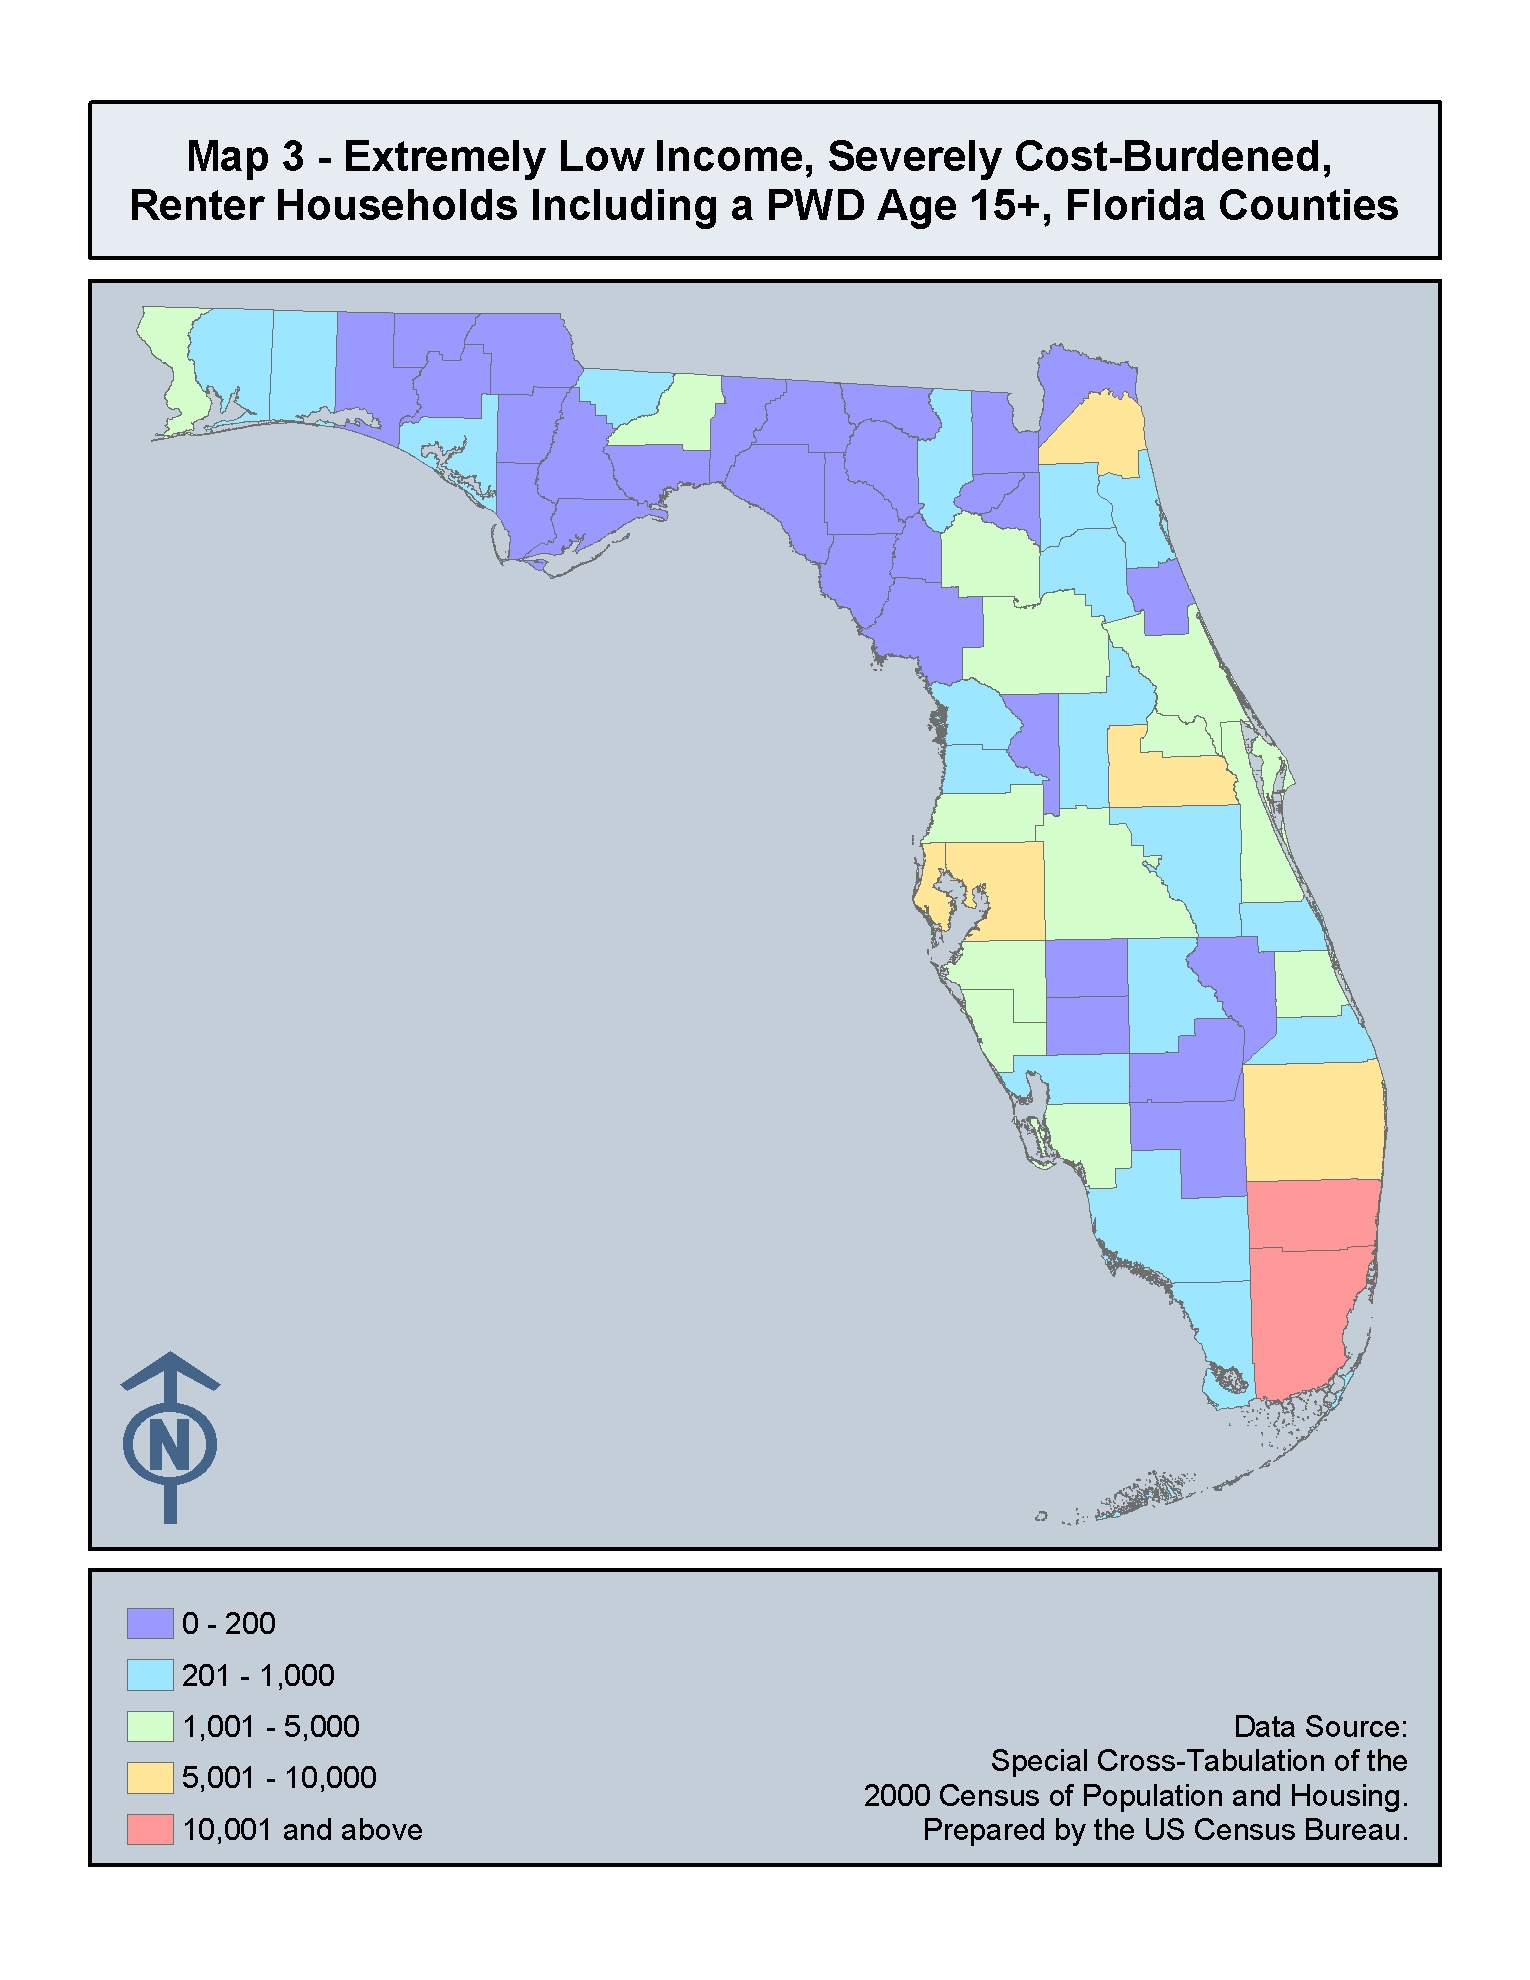 Map 3 - Extremely Low Income, Severely Cost-Burdened,
Renter Households Including a PWD Age 15+, Florida Counties
N
0 - 200
201 - 1,000
1,001 - 5,000
5,001 - 10,000
10,001 and above
Data Source:
Special Cross-Tabulation of the
2000 Census of Population and Housing.
Prepared by the US Census Bureau.